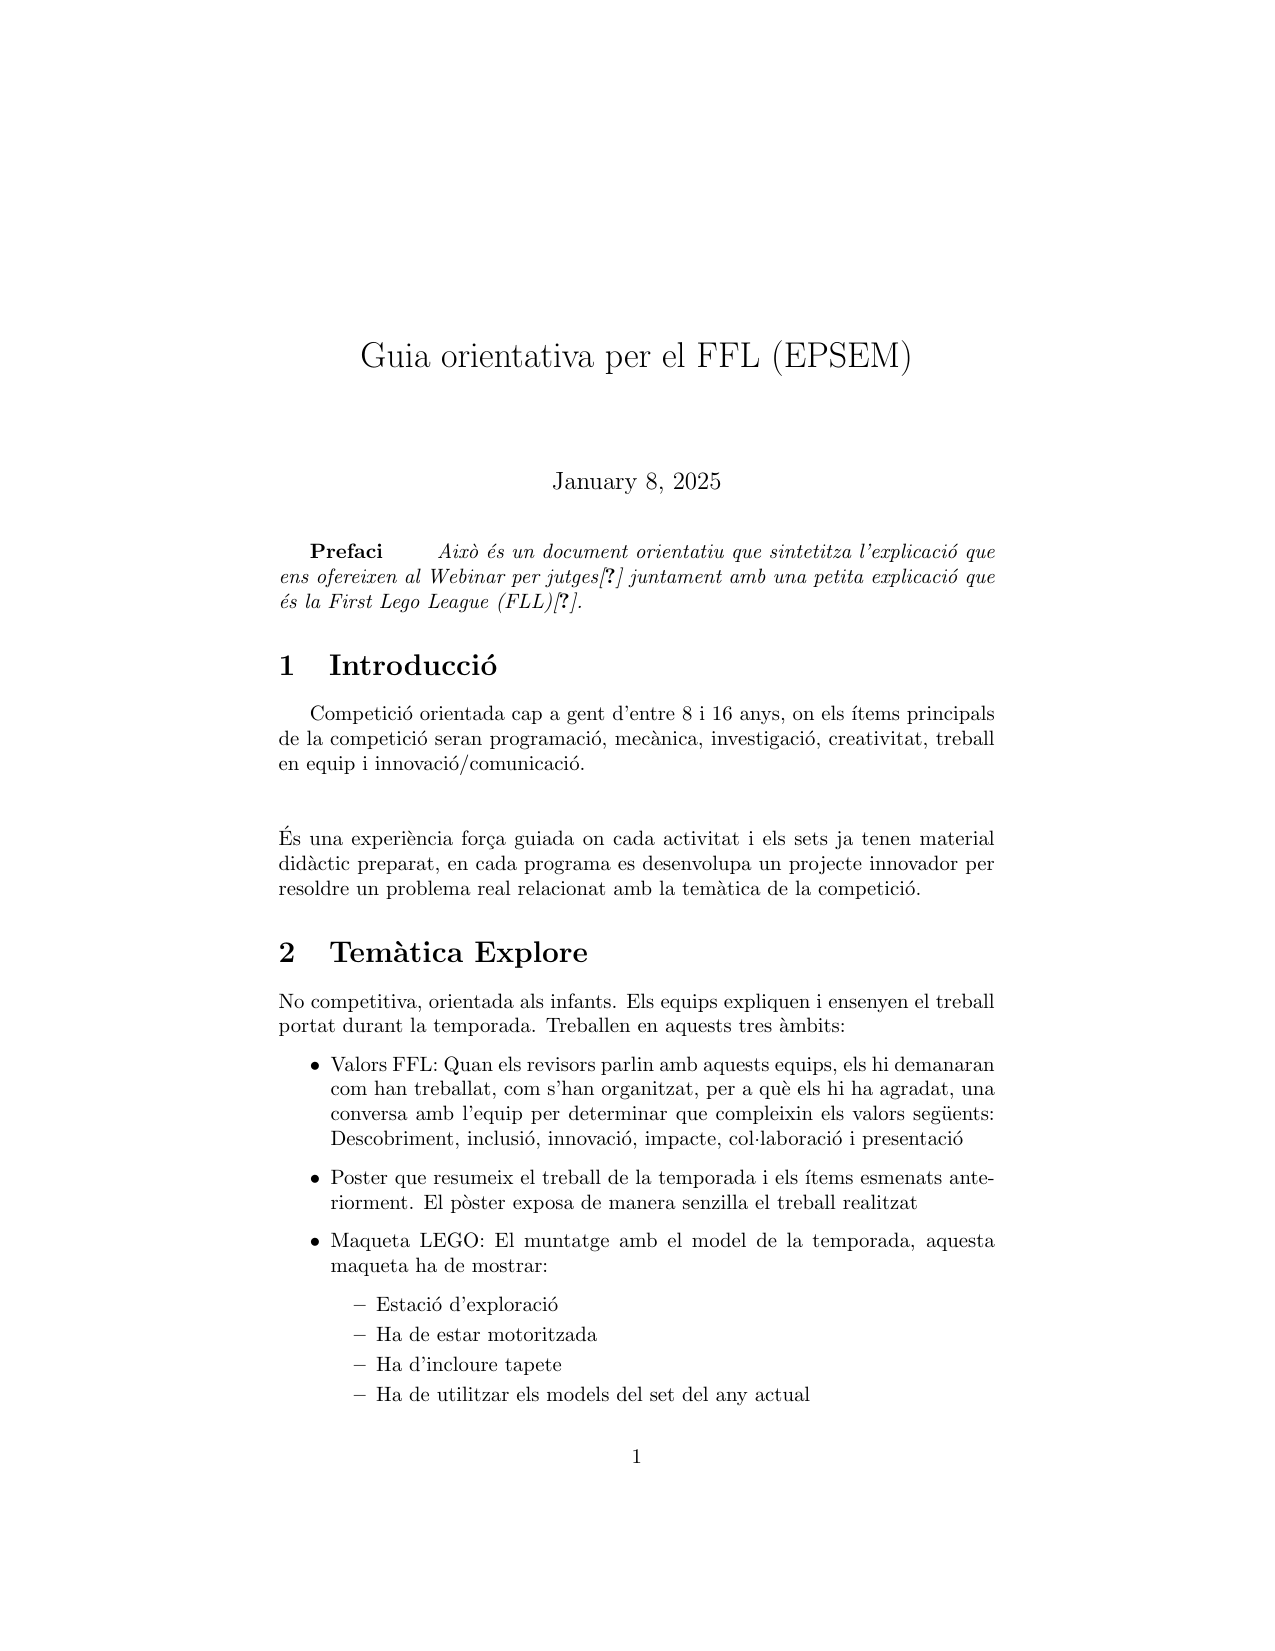 Guia orientativa per el FFL (EPSEM)
January 8, 2025
Prefaci Això és un document orientatiu que sintetitza l'explicació que
ens ofereixen al Webinar per jutges[?] juntament amb una petita explicació que
és la First Lego League (FLL)[?].
1 Introducció
Competició orientada cap a gent d'entre 8 i 16 anys, on els ítems principals
de la competició seran programació, mecànica, investigació, creativitat, treball
en equip i innovació/comunicació.
És una experiència força guiada on cada activitat i els sets ja tenen material
didàctic preparat, en cada programa es desenvolupa un projecte innovador per
resoldre un problema real relacionat amb la temàtica de la competició.
2 Temàtica Explore
No competitiva, orientada als infants. Els equips expliquen i ensenyen el treball
portat durant la temporada. Treballen en aquests tres àmbits:
• Valors FFL: Quan els revisors parlin amb aquests equips, els hi demanaran
com han treballat, com s'han organitzat, per a què els hi ha agradat, una
conversa amb l'equip per determinar que compleixin els valors següents:
Descobriment, inclusió, innovació, impacte, col·laboració i presentació
• Poster que resumeix el treball de la temporada i els ítems esmenats ante-
riorment. El pòster exposa de manera senzilla el treball realitzat
• Maqueta LEGO: El muntatge amb el model de la temporada, aquesta
maqueta ha de mostrar:
– Estació d'exploració
– Ha de estar motoritzada
– Ha d'incloure tapete
– Ha de utilitzar els models del set del any actual
1